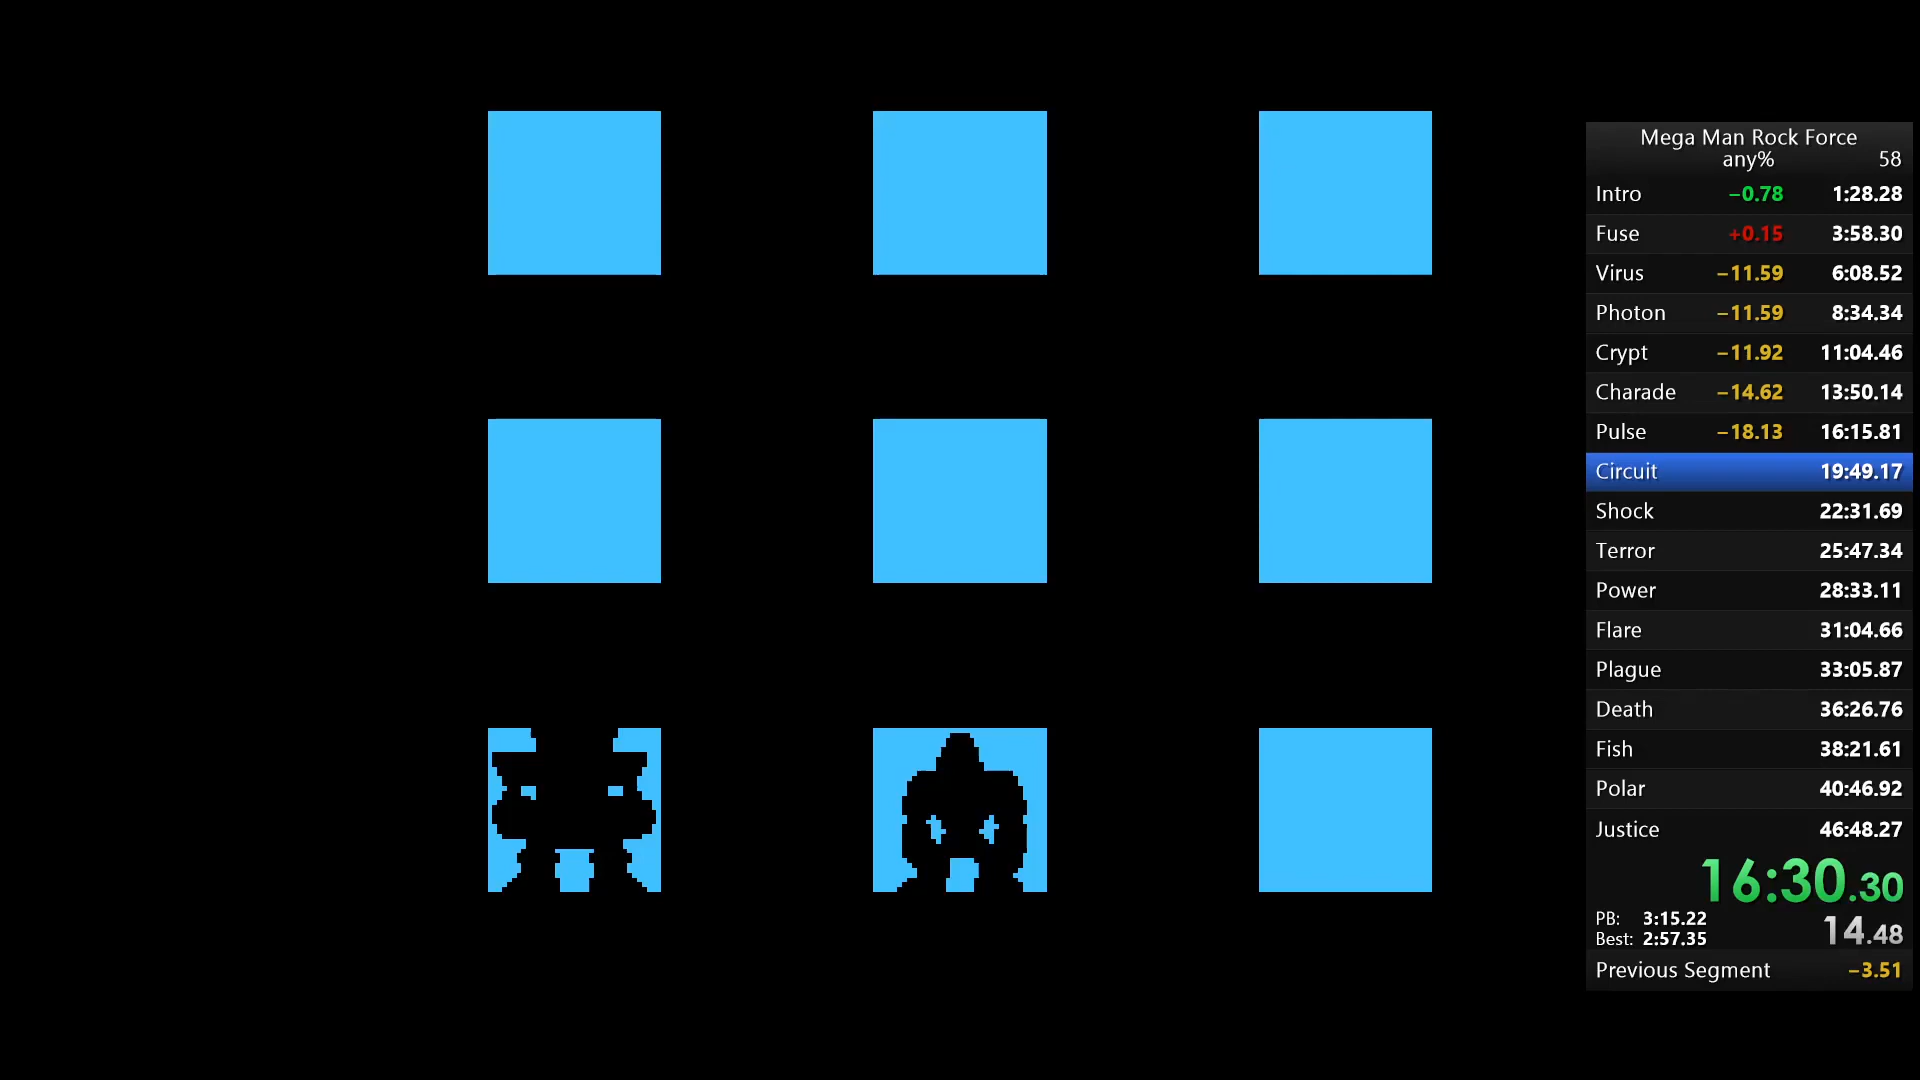 Mega Man Rock Force
any% 58
Intro −0.78 1:28.28
Fuse +0.15 3:58.30
Virus −11.59 6:08.52
Photon −11.59 8:34.34
Crypt −11.92 11:04.46
Charade −14.62 13:50.14
Pulse −18.13 16:15.81
Circuit 19:49.17
Shock 22:31.69
Terror 25:47.34
Power 28:33.11
Flare 31:04.66
Plague 33:05.87
Death 36:26.76
Fish 38:21.61
Polar 40:46.92
Justice 46:48.27
16:30.30
PB: 3:15.22 14.48
Best: 2:57.35
Previous Segment −3.51